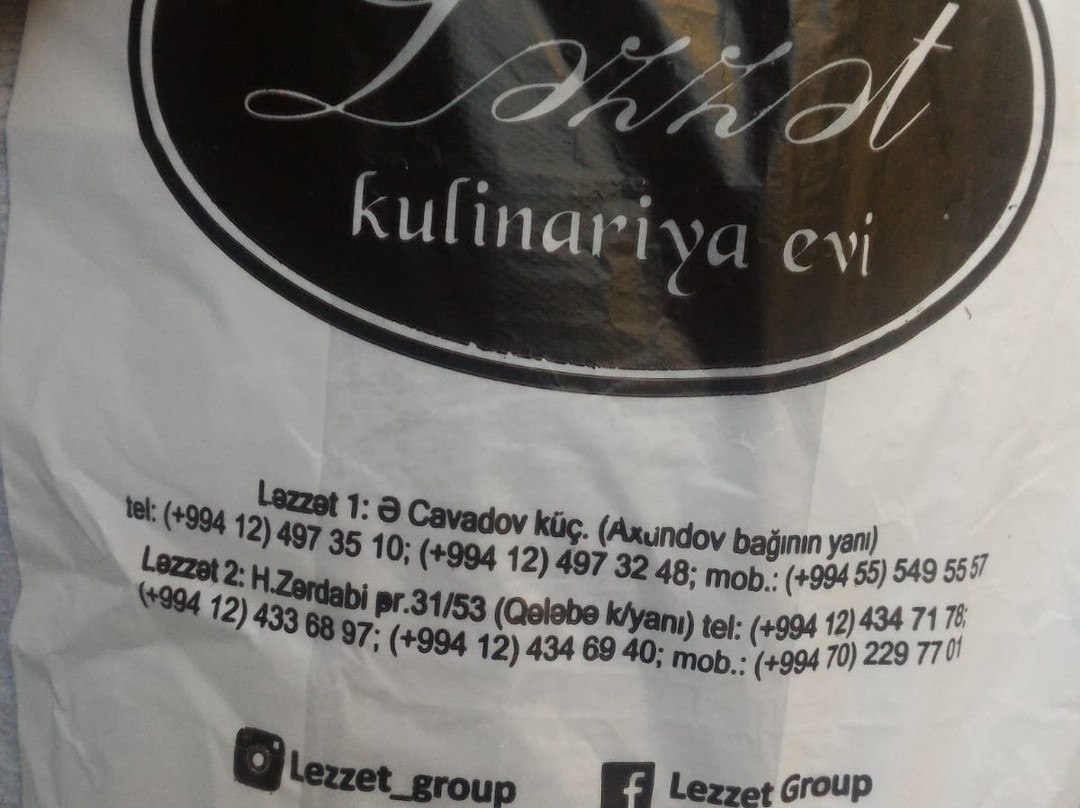 Ləzzət
kulinariya evi
Ləzzət 1: Ə Cavadov küç. (Axundov bağının yanı)
tel: (+994 12) 497 35 10; (+994 12) 497 32 48; mob.: (+994 55) 549 55 57
Ləzzət 2: H.Zərdabi pr.31/53 (Qələbə k/yanı) tel: (+994 12) 434 71 78;
(+994 12) 433 68 97; (+994 12) 434 69 40; mob.: (+994 70) 229 77 01
Lezzet_group
Lezzet Group